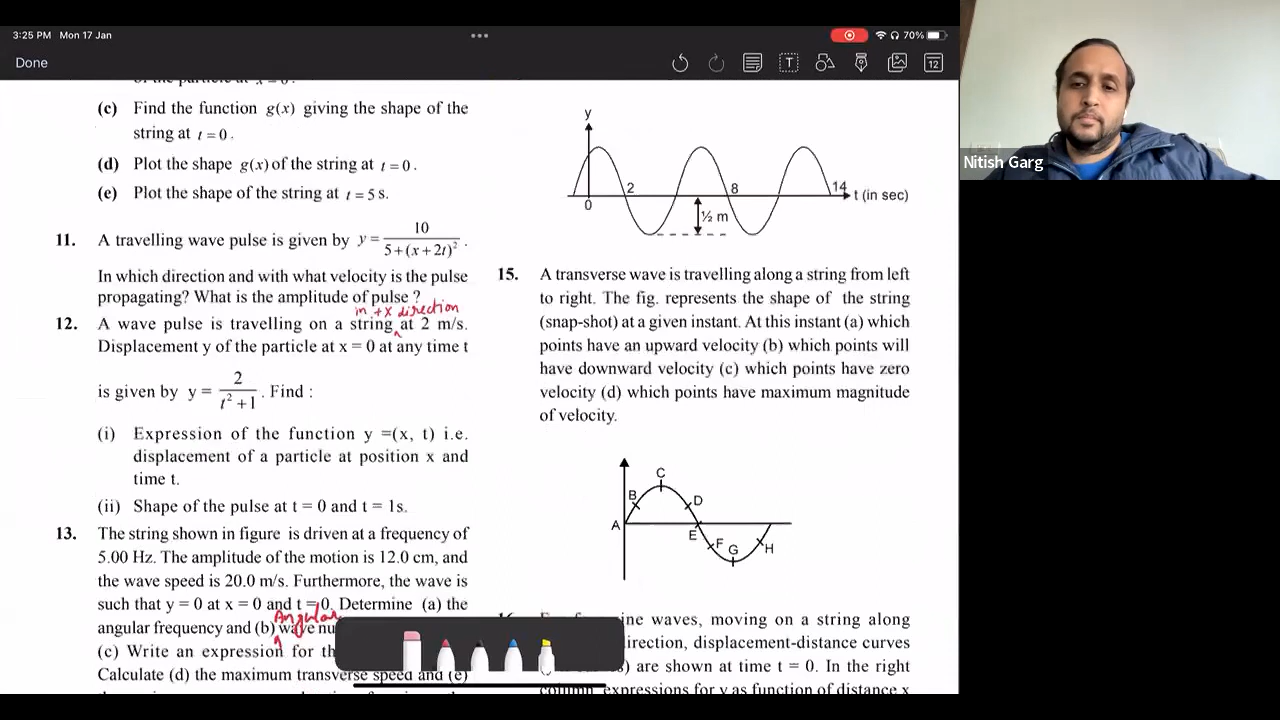 3:25 PM Mon 17 Jan
70%
Done
12
(c) Find the function g(x) giving the shape of the
string at t = 0.
(d) Plot the shape g(x) of the string at t = 0.
(e) Plot the shape of the string at t = 5 s.
11. A travelling wave pulse is given by y = 10 / 5+(x+2t)² .
In which direction and with what velocity is the pulse
propagating? What is the amplitude of pulse ?
in +x direction
12. A wave pulse is travelling on a string at 2 m/s.
Displacement y of the particle at x = 0 at any time t
is given by y = 2 / t² + 1 . Find :
(i) Expression of the function y =(x, t) i.e.
displacement of a particle at position x and
time t.
(ii) Shape of the pulse at t = 0 and t = 1s.
13. The string shown in figure is driven at a frequency of
5.00 Hz. The amplitude of the motion is 12.0 cm, and
the wave speed is 20.0 m/s. Furthermore, the wave is
such that y = 0 at x = 0 and t = 0. Determine (a) the
Angular
angular frequency and (b) wave
(c) Write an expression for
Calculate (d) the maximum transverse speed and (e)
y
0
2
8
14
t (in sec)
½ m
15. A transverse wave is travelling along a string from left
to right. The fig. represents the shape of the string
(snap-shot) at a given instant. At this instant (a) which
points have an upward velocity (b) which points will
have downward velocity (c) which points have zero
velocity (d) which points have maximum magnitude
of velocity.
A
B
C
D
E
F
G
H
waves, moving on a string along
direction, displacement-distance curves
are shown at time t = 0. In the right
column, expressions for y as function of distance x
Nitish Garg